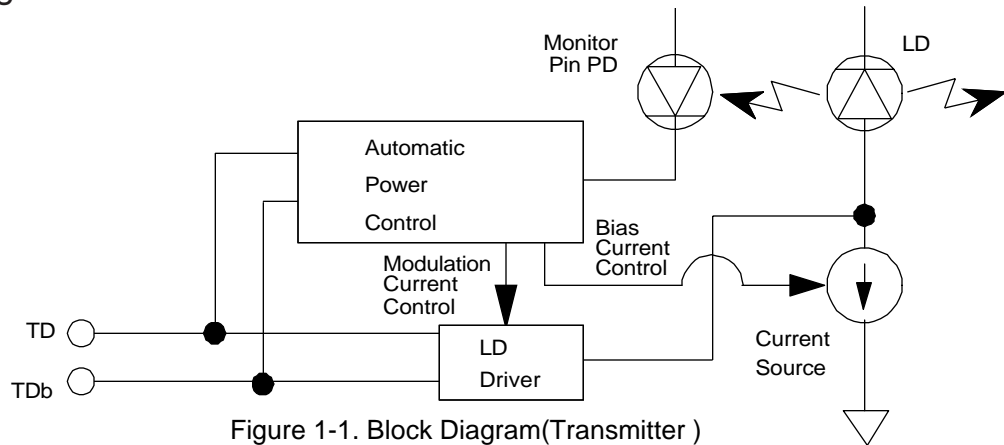 Monitor
Pin PD
LD
Automatic
Power
Control
Bias
Current
Control
Modulation
Current
Control
TD
LD
Driver
TDb
Current
Source
Figure 1-1. Block Diagram(Transmitter )